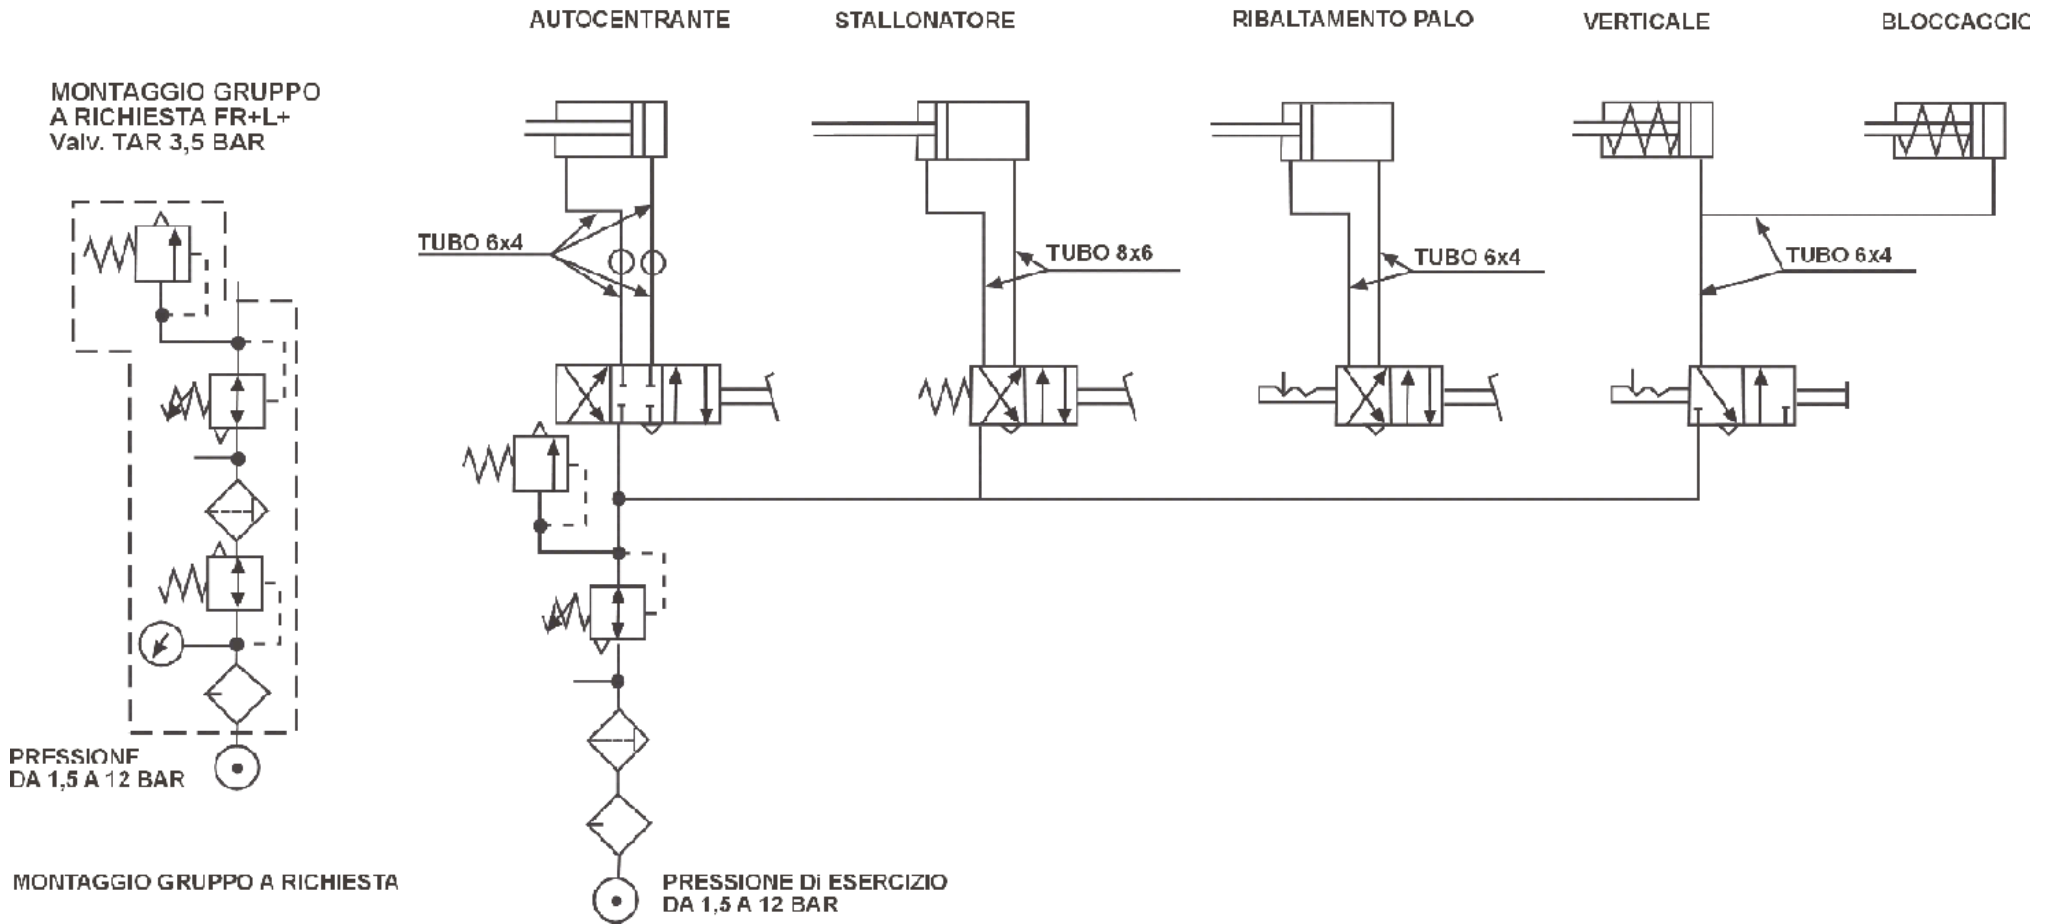 AUTOCENTRANTE
STALLONATORE
RIBALTAMENTO PALO
VERTICALE
BLOCCAGGIO
MONTAGGIO GRUPPO
A RICHIESTA FR+L+
Valv. TAR 3,5 BAR
TUBO 6x4
TUBO 8x6
TUBO 6x4
TUBO 6x4
PRESSIONE
DA 1,5 A 12 BAR
MONTAGGIO GRUPPO A RICHIESTA
PRESSIONE Di ESERCIZIO
DA 1,5 A 12 BAR